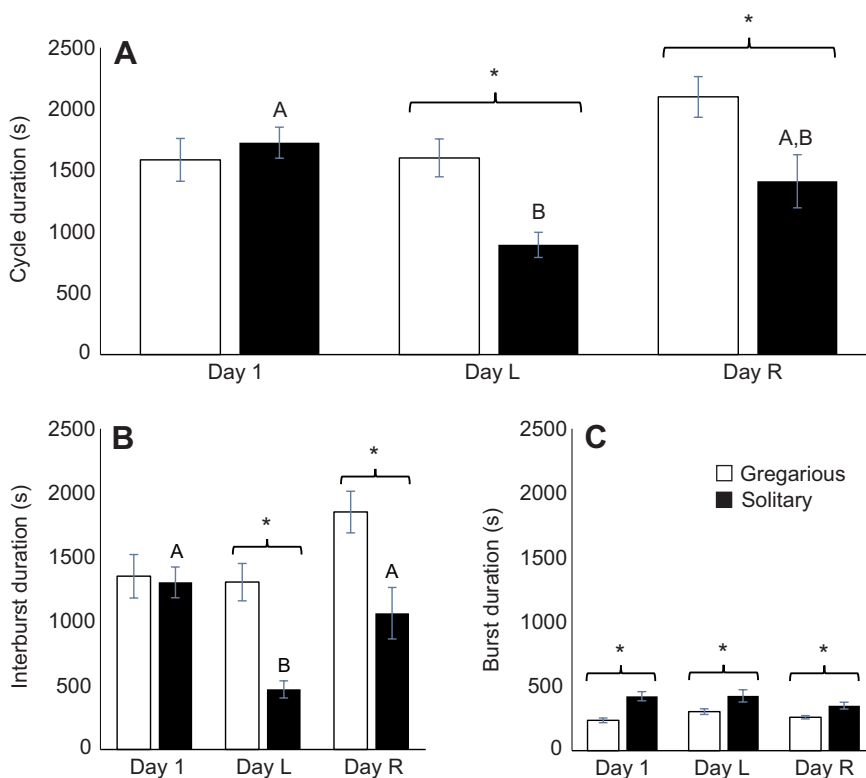 A
Cycle duration (s)
2500
2000
1500
1000
500
0
A
*
B
*
A,B
Day 1
Day L
Day R
B
Interburst duration (s)
2500
2000
1500
1000
500
0
A
*
B
*
A
Day 1
Day L
Day R
C
Burst duration (s)
2500
2000
1500
1000
500
0
Gregarious
Solitary
*
*
*
Day 1
Day L
Day R